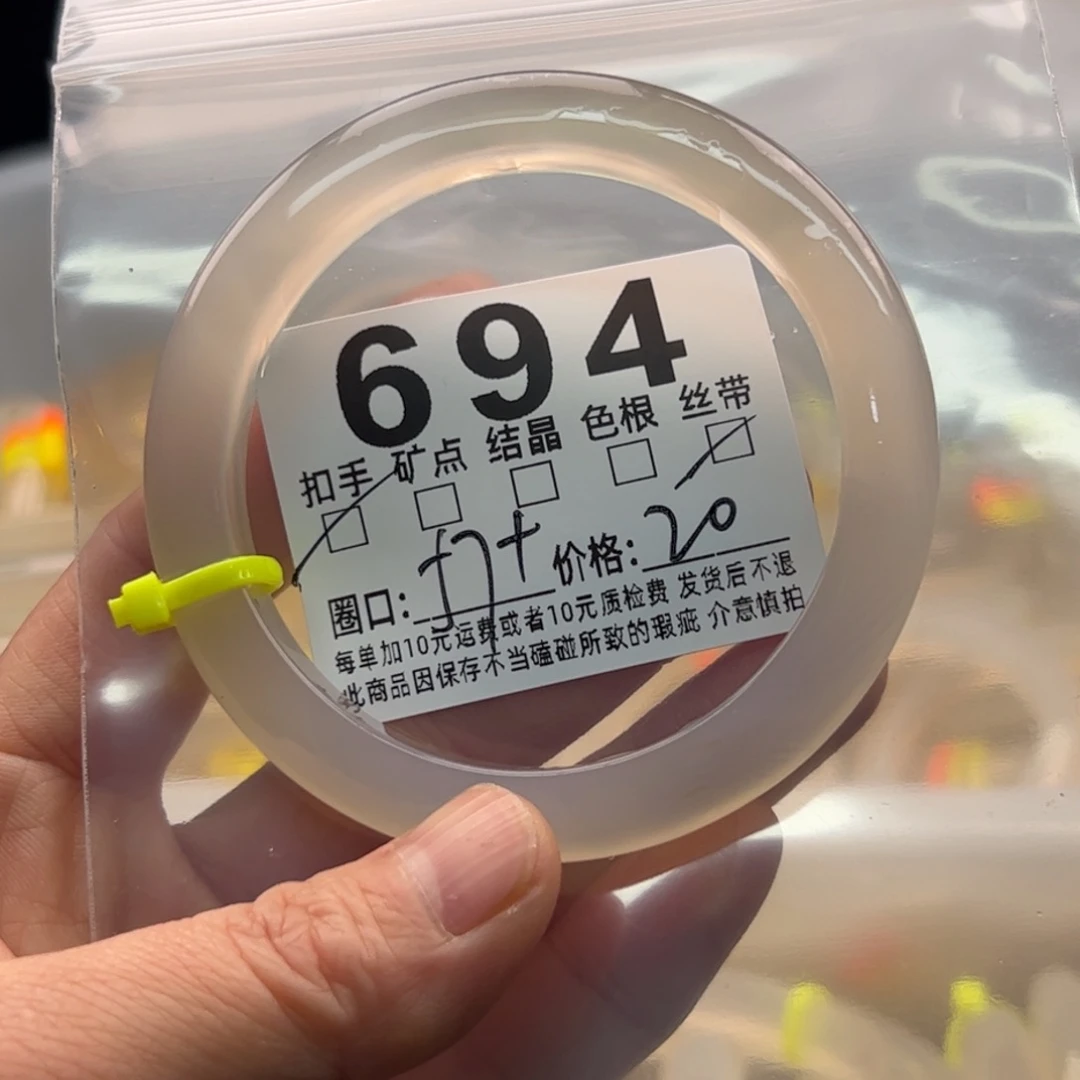 694
扣手 矿点 结晶 色根 丝带
圈口: 57+ 价格: 20
每单加10元运费或者10元质检费 发货后不退
此商品因保存不当磕碰所致的瑕疵 介意慎拍